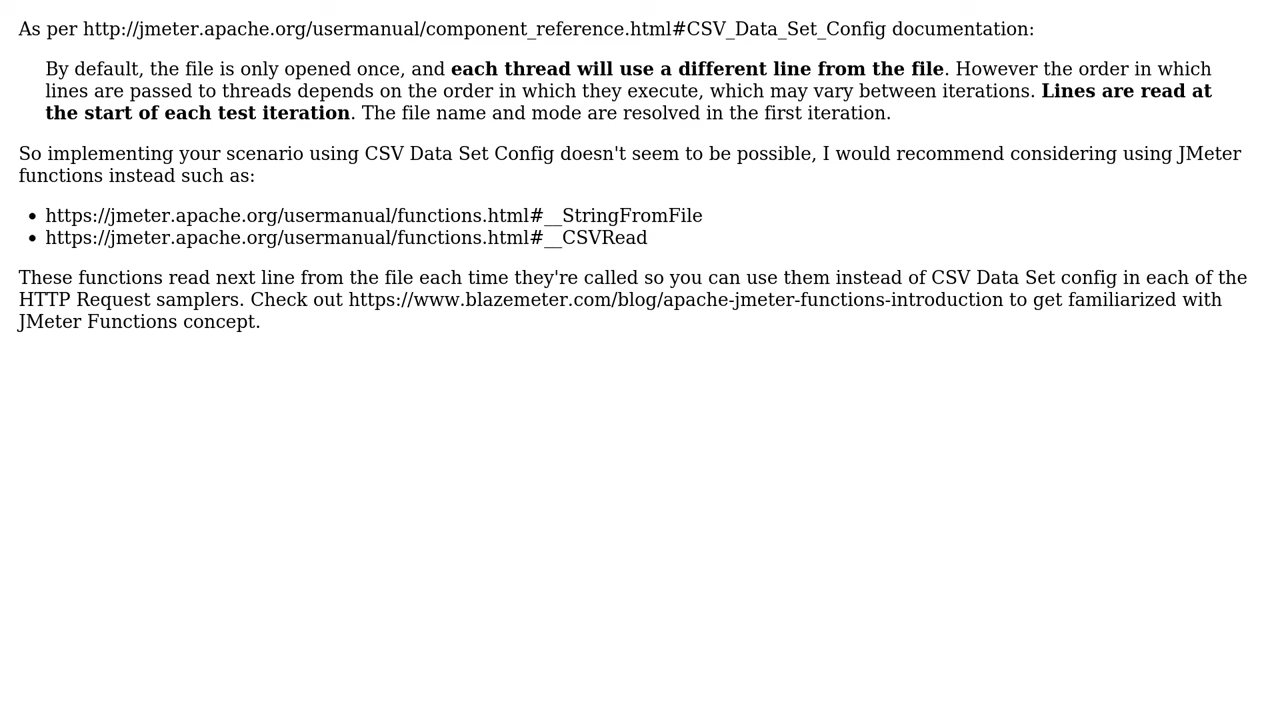 As per http://jmeter.apache.org/usermanual/component_reference.html#CSV_Data_Set_Config documentation:
By default, the file is only opened once, and each thread will use a different line from the file. However the order in which
lines are passed to threads depends on the order in which they execute, which may vary between iterations. Lines are read at
the start of each test iteration. The file name and mode are resolved in the first iteration.
So implementing your scenario using CSV Data Set Config doesn't seem to be possible, I would recommend considering using JMeter
functions instead such as:
• https://jmeter.apache.org/usermanual/functions.html#__StringFromFile
• https://jmeter.apache.org/usermanual/functions.html#__CSVRead
These functions read next line from the file each time they're called so you can use them instead of CSV Data Set config in each of the
HTTP Request samplers. Check out https://www.blazemeter.com/blog/apache-jmeter-functions-introduction to get familiarized with
JMeter Functions concept.